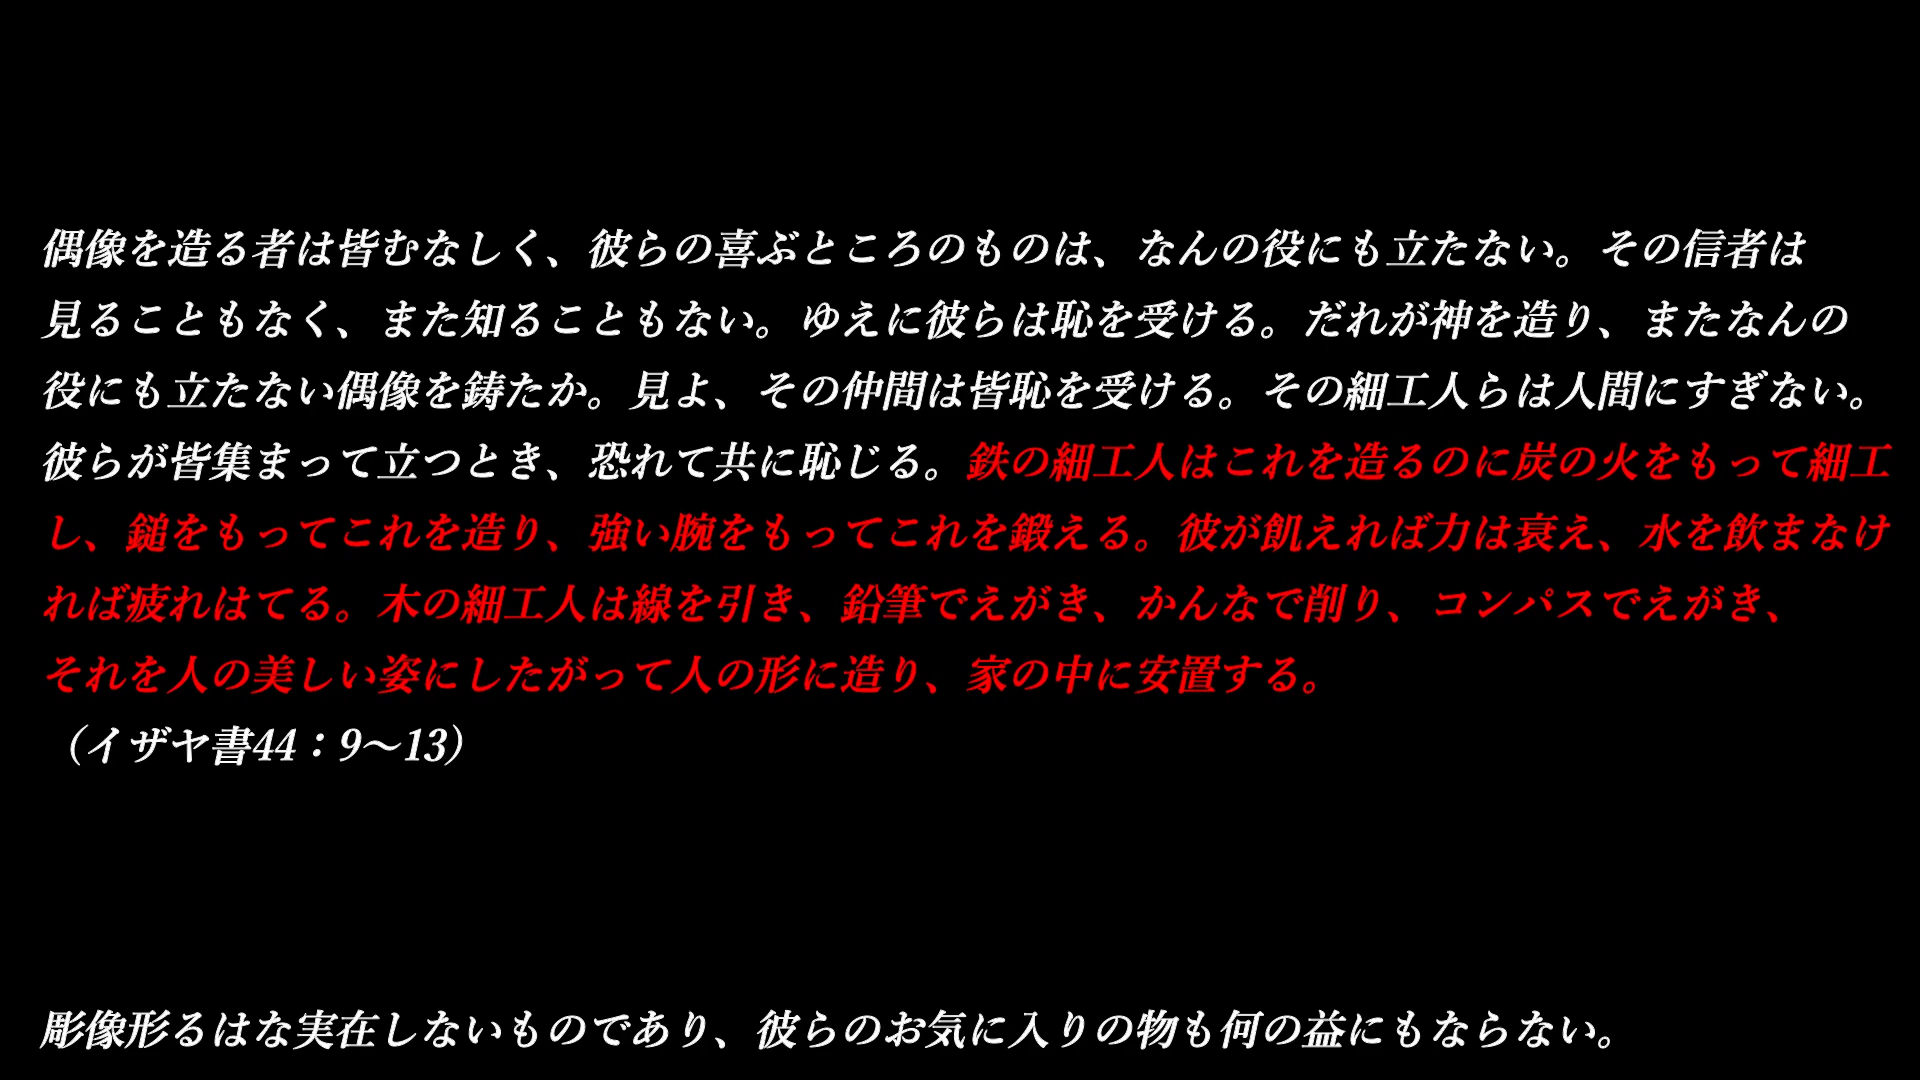 偶像を造る者は皆むなしく、彼らの喜ぶところのものは、なんの役にも立たない。その信者は
見ることもなく、また知ることもない。ゆえに彼らは恥を受ける。だれが神を造り、またなんの
役にも立たない偶像を鋳たか。見よ、その仲間は皆恥を受ける。その細工人らは人間にすぎない。
彼らが皆集まって立つとき、恐れて共に恥じる。鉄の細工人はこれを造るのに炭の火をもって細工
し、鎚をもってこれを造り、強い腕をもってこれを鍛える。彼が飢えれば力は衰え、水を飲まなけ
れば疲れはてる。木の細工人は線を引き、鉛筆でえがき、かんなで削り、コンパスでえがき、
それを人の美しい姿にしたがって人の形に造り、家の中に安置する。
（イザヤ書44：9〜13）
彫像形るはな実在しないものであり、彼らのお気に入りの物も何の益にもならない。